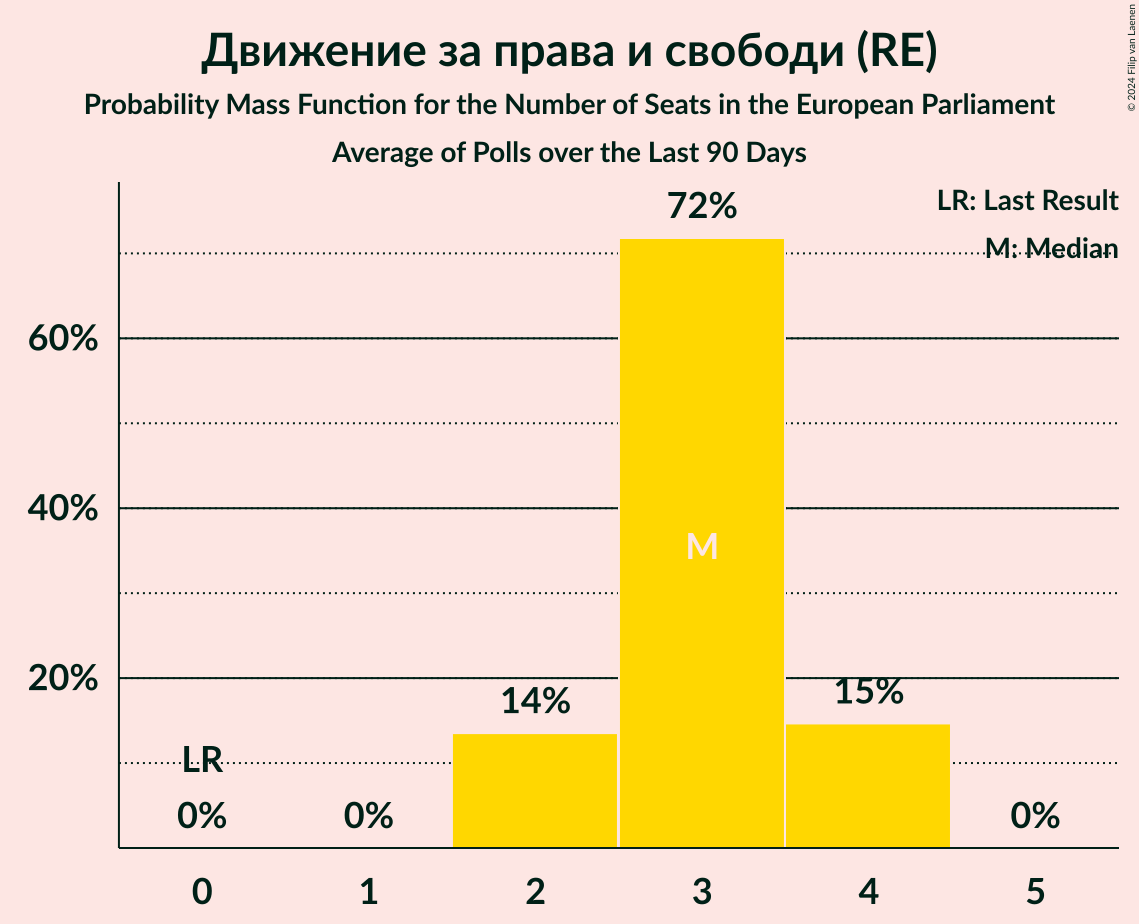 Движение за права и свободи (RE)
Probability Mass Function for the Number of Seats in the European Parliament
Average of Polls over the Last 90 Days
© 2024 Filip van Laenen
LR: Last Result
M: Median
72%
60%
40%
M
20%
14%
15%
LR
0%
0%
0%
0
1
2
3
4
5